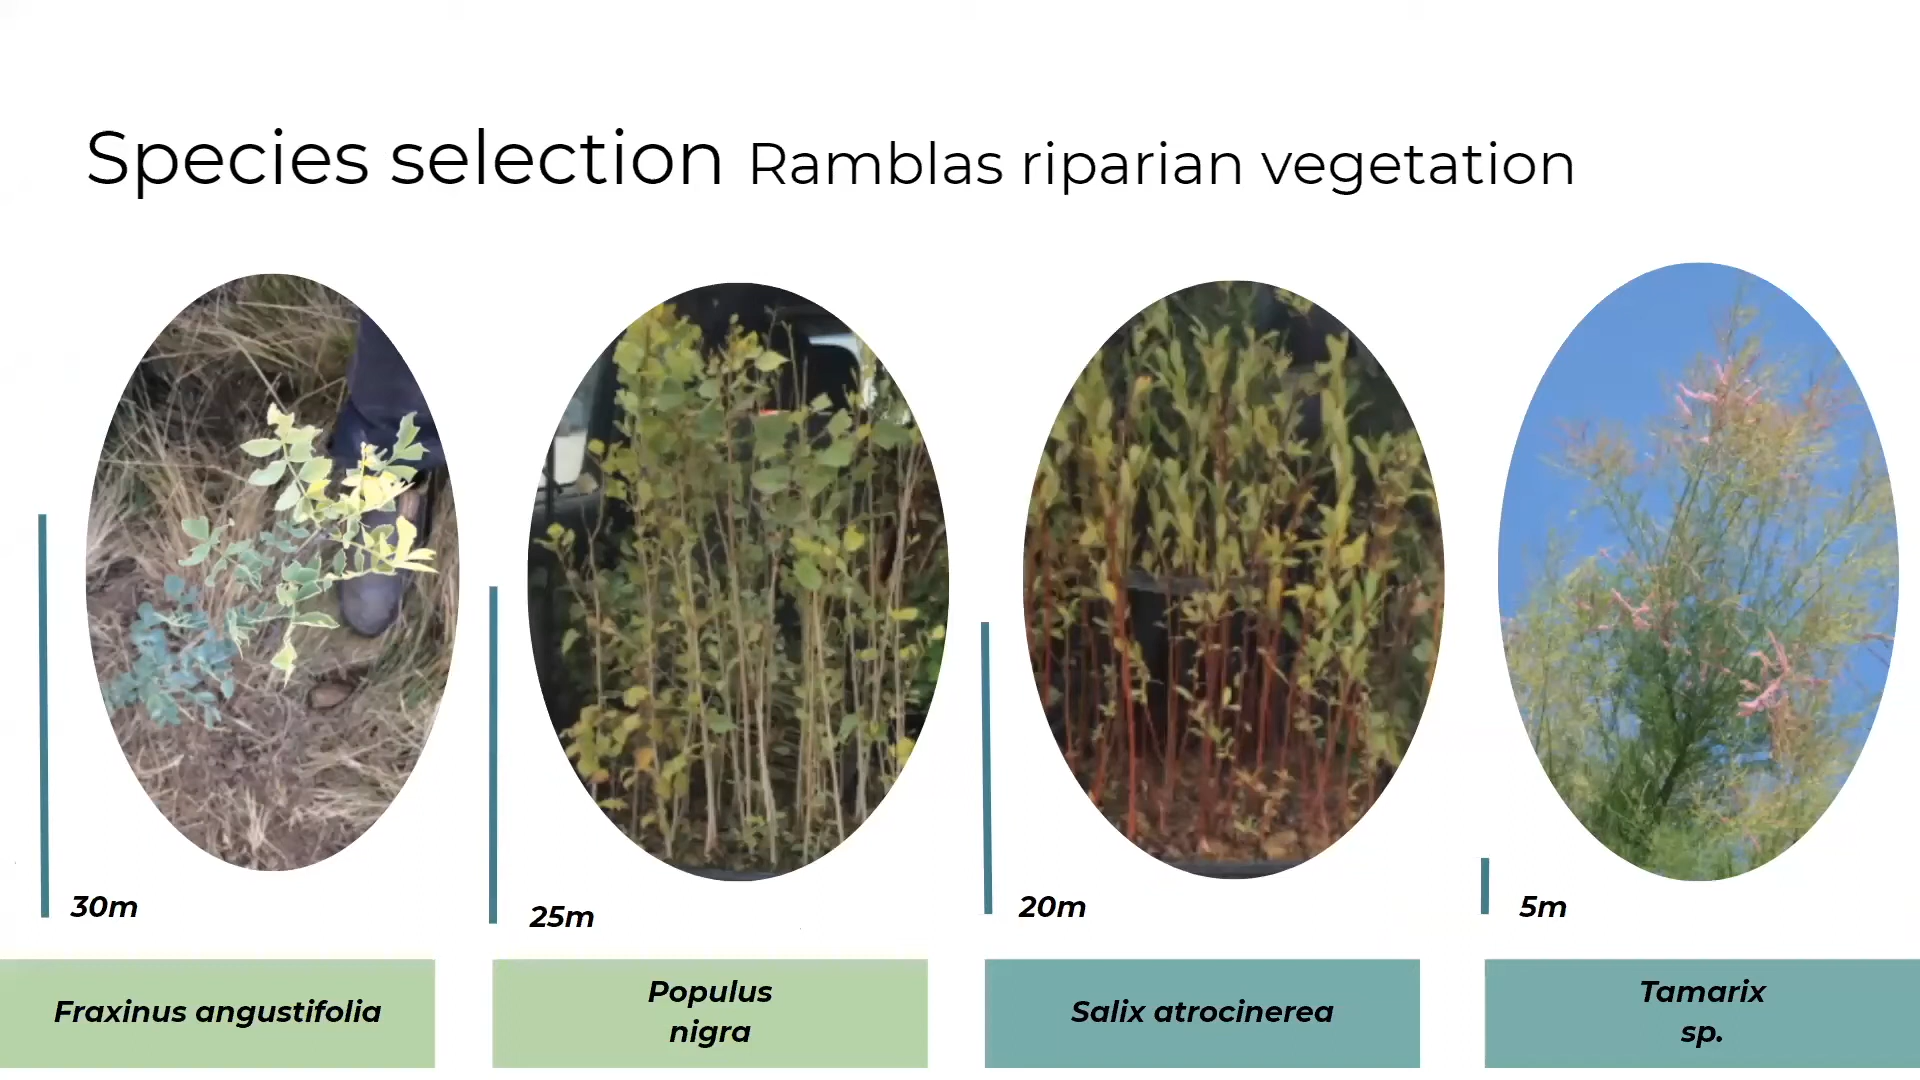 Species selection Ramblas riparian vegetation
30m
25m
20m
5m
Fraxinus angustifolia
Populus
nigra
Salix atrocinerea
Tamarix
sp.